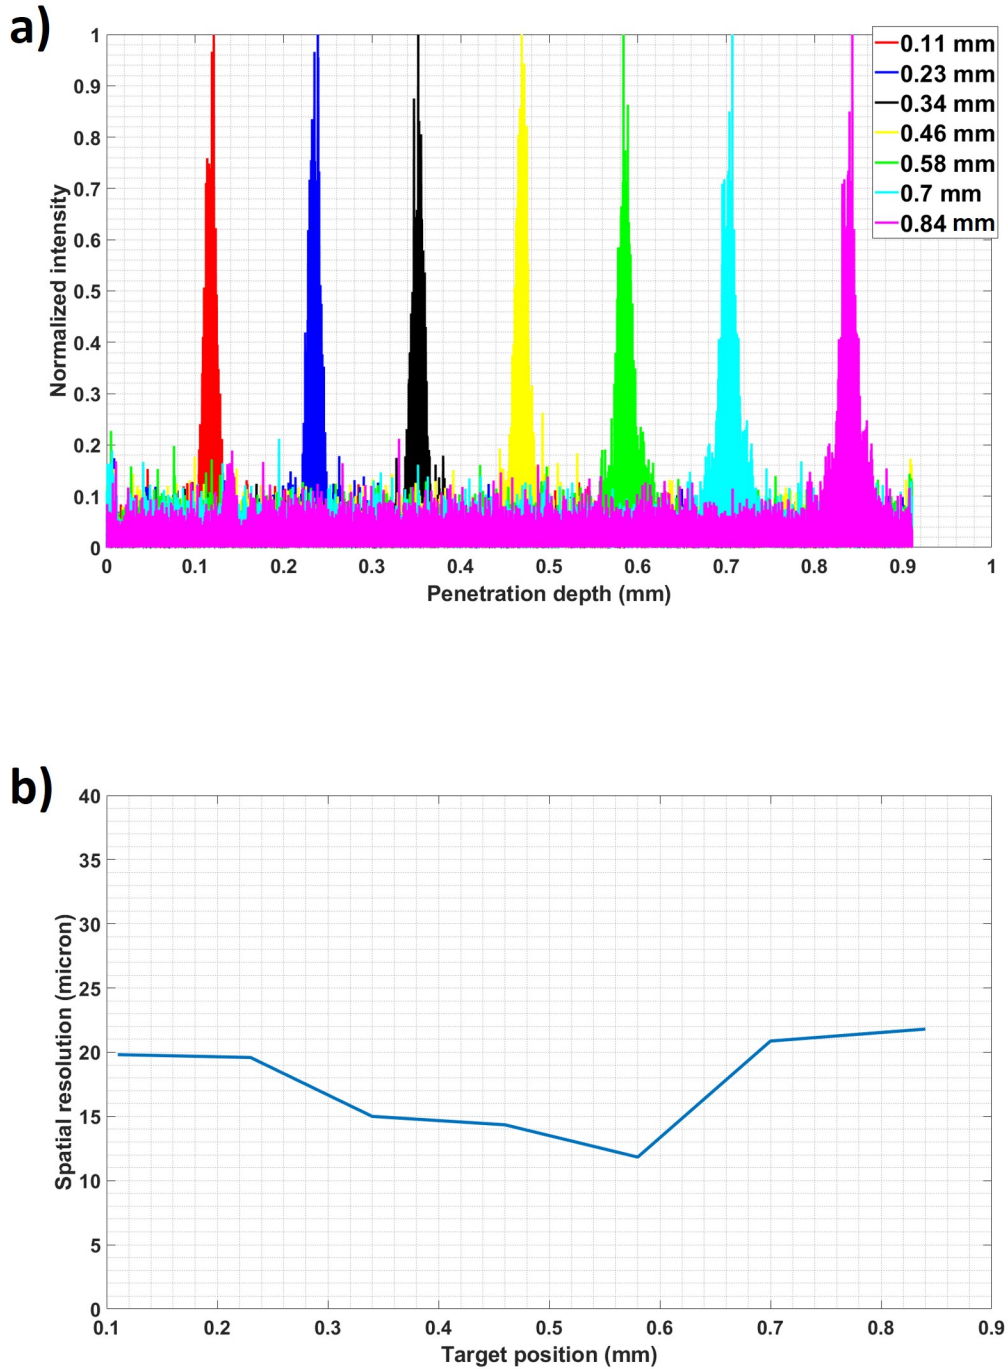 a)
1
0.9
0.8
0.7
0.6
0.5
0.4
0.3
0.2
0.1
0
Normalized intensity
0.11 mm
0.23 mm
0.34 mm
0.46 mm
0.58 mm
0.7 mm
0.84 mm
0 0.1 0.2 0.3 0.4 0.5 0.6 0.7 0.8 0.9 1
Penetration depth (mm)
b)
40
35
30
25
20
15
10
5
0
Spatial resolution (micron)
0.1 0.2 0.3 0.4 0.5 0.6 0.7 0.8 0.9
Target position (mm)